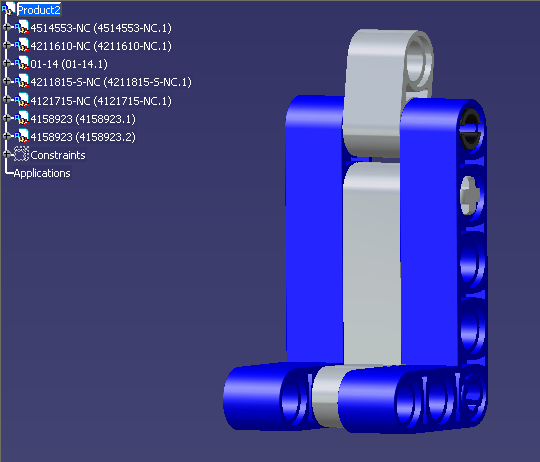 Product2
4514553-NC (4514553-NC.1)
4211610-NC (4211610-NC.1)
01-14 (01-14.1)
4211815-S-NC (4211815-S-NC.1)
4121715-NC (4121715-NC.1)
4158923 (4158923.1)
4158923 (4158923.2)
Constraints
Applications